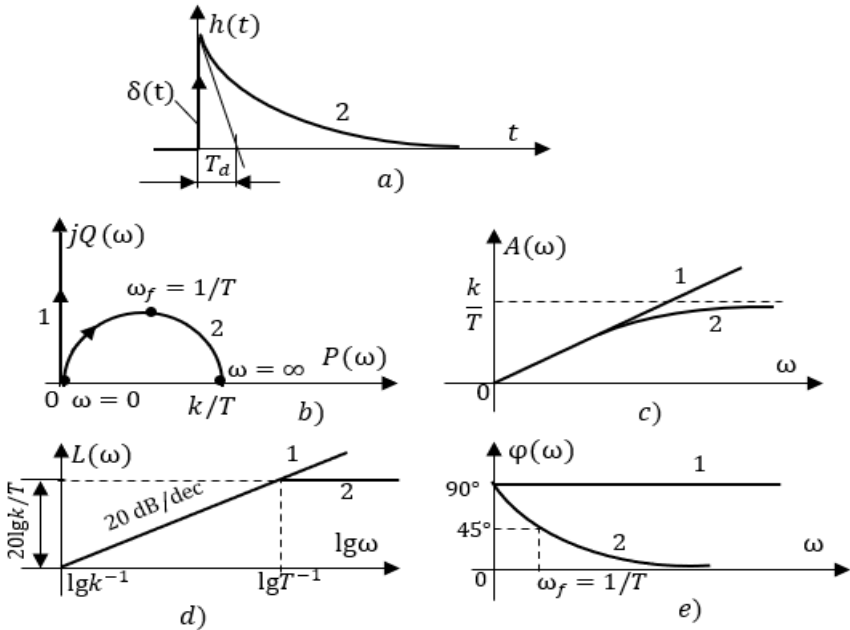 h(t)
δ(t)
2
t
T_d
a)
jQ(ω)
ω_f = 1/T
1
2
P(ω)
ω = ∞
0 ω = 0
k/T
b)
A(ω)
1
k/T
2
0
ω
c)
L(ω)
1
20 dB/dec
2
20lgk/T
lgω
lgk⁻¹
lgT⁻¹
d)
φ(ω)
1
90°
45°
2
ω
0
ω_f = 1/T
e)